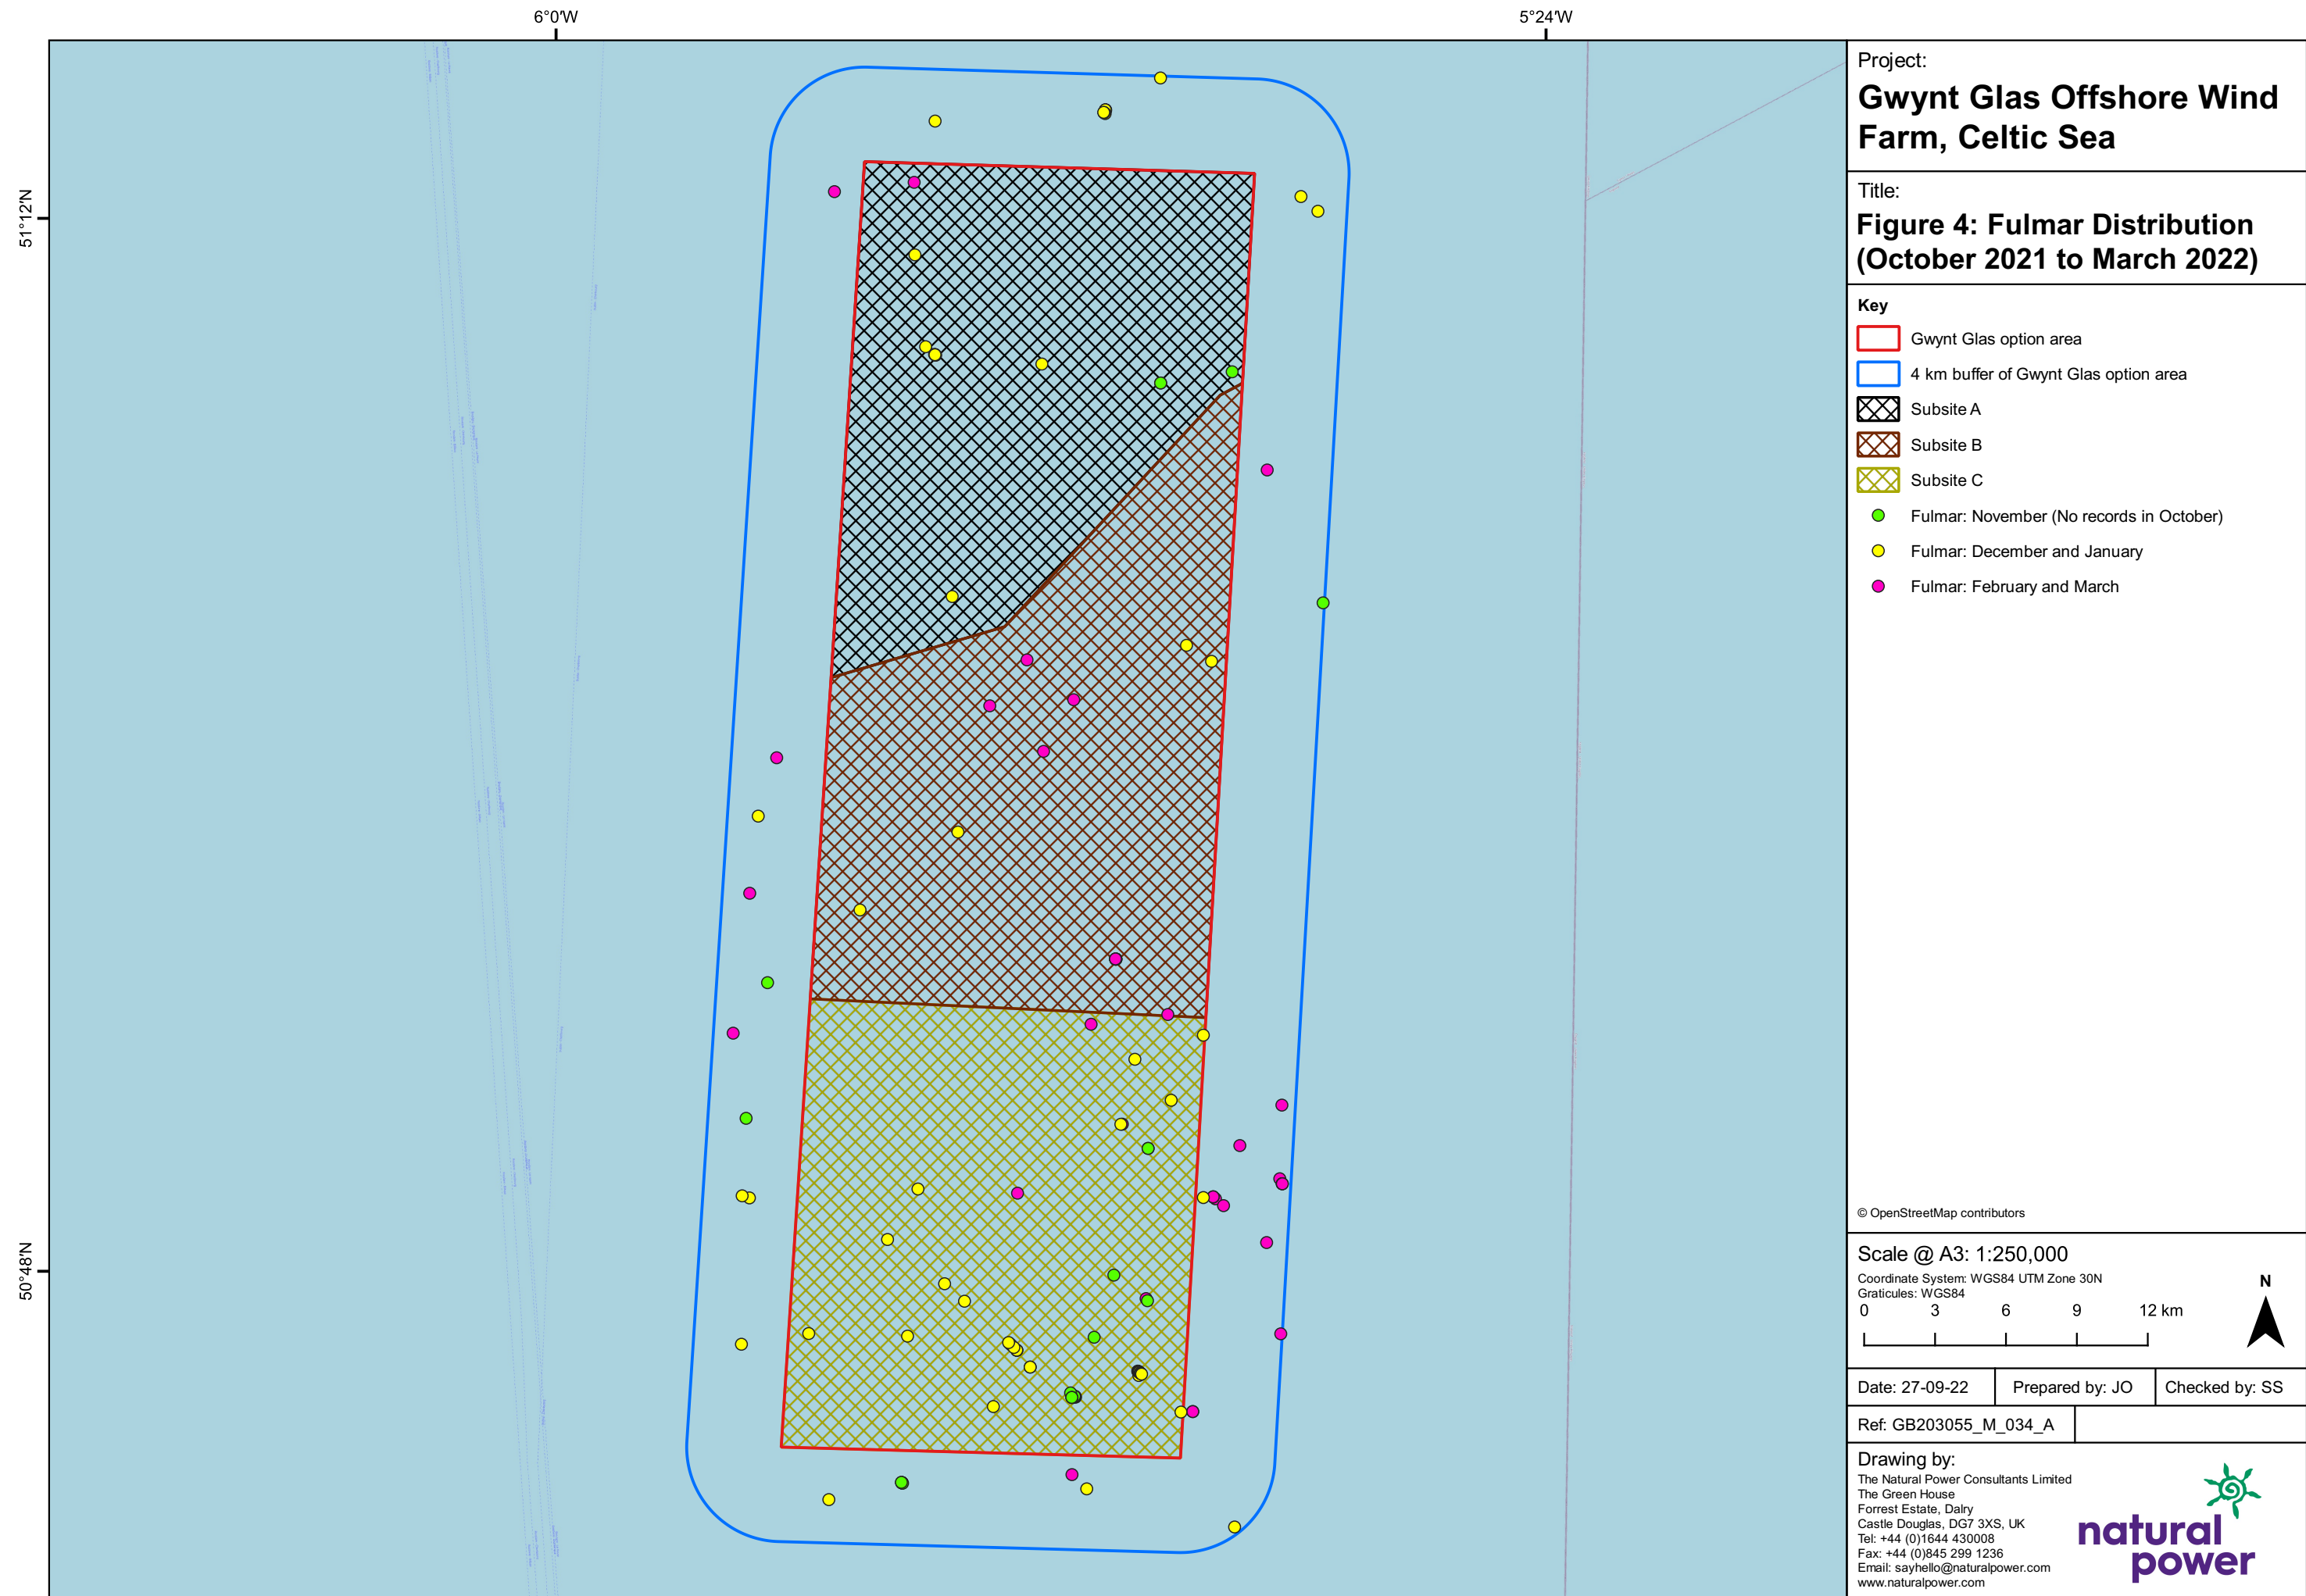 6°0′W
5°24′W
51°12′N
50°48′N
Project:
Gwynt Glas Offshore Wind
Farm, Celtic Sea
Title:
Figure 4: Fulmar Distribution
(October 2021 to March 2022)
Key
Gwynt Glas option area
4 km buffer of Gwynt Glas option area
Subsite A
Subsite B
Subsite C
Fulmar: November (No records in October)
Fulmar: December and January
Fulmar: February and March
© OpenStreetMap contributors
Scale @ A3: 1:250,000
Coordinate System: WGS84 UTM Zone 30N
Graticules: WGS84
0 3 6 9 12 km
N
Date: 27-09-22
Prepared by: JO
Checked by: SS
Ref: GB203055_M_034_A
Drawing by:
The Natural Power Consultants Limited
The Green House
Forrest Estate, Dalry
Castle Douglas, DG7 3XS, UK
Tel: +44 (0)1644 430008
Fax: +44 (0)845 299 1236
Email: sayhello@naturalpower.com
www.naturalpower.com
natural
power